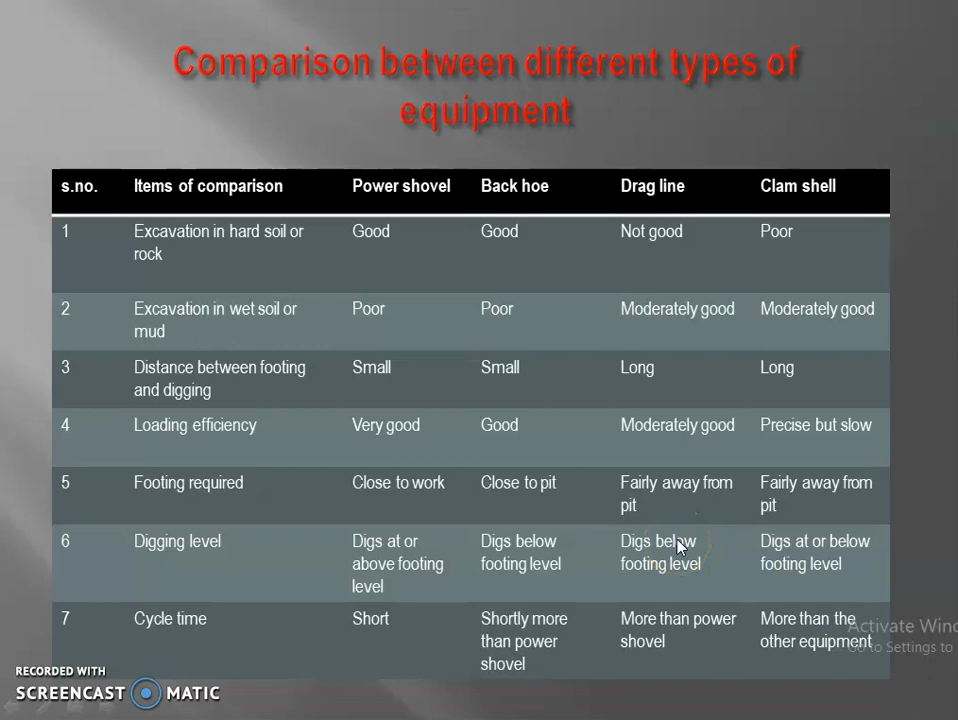 Comparison between different types of
equipment
s.no. Items of comparison Power shovel Back hoe Drag line Clam shell
1 Excavation in hard soil or Good Good Not good Poor
rock
2 Excavation in wet soil or Poor Poor Moderately good Moderately good
mud
3 Distance between footing Small Small Long Long
and digging
4 Loading efficiency Very good Good Moderately good Precise but slow
5 Footing required Close to work Close to pit Fairly away from Fairly away from
pit pit
6 Digging level Digs at or Digs below Digs below Digs at or below
above footing footing level footing level footing level
level
7 Cycle time Short Shortly more More than power More than the
than power shovel other equipment
shovel
Activate Wind
Go to Settings to
RECORDED WITH
SCREENCAST MATIC